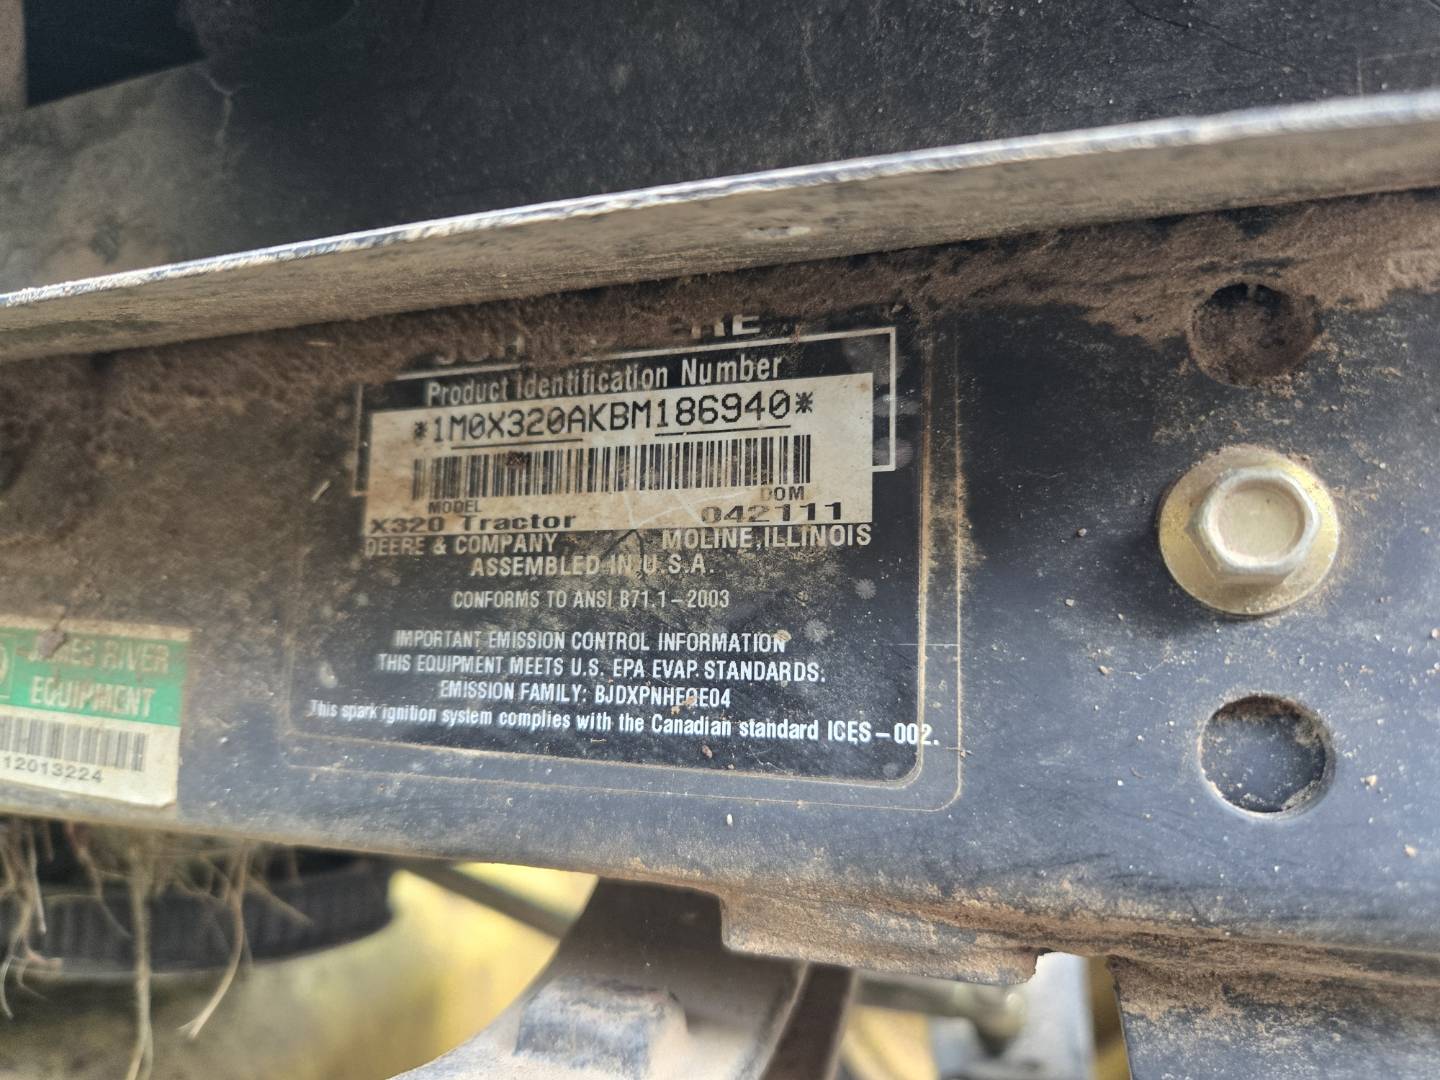 Product Identification Number
*1M0X320AKBM186940*
MODEL
DOM
X320 Tractor
042111
DEERE & COMPANY
MOLINE, ILLINOIS
ASSEMBLED IN U.S.A.
CONFORMS TO ANSI B71.1-2003
IMPORTANT EMISSION CONTROL INFORMATION
THIS EQUIPMENT MEETS U.S. EPA EVAP. STANDARDS.
EMISSION FAMILY: BJDXPNHEQE04
This spark ignition system complies with the Canadian standard ICES-002.
RIVER
EQUIPMENT
12013224